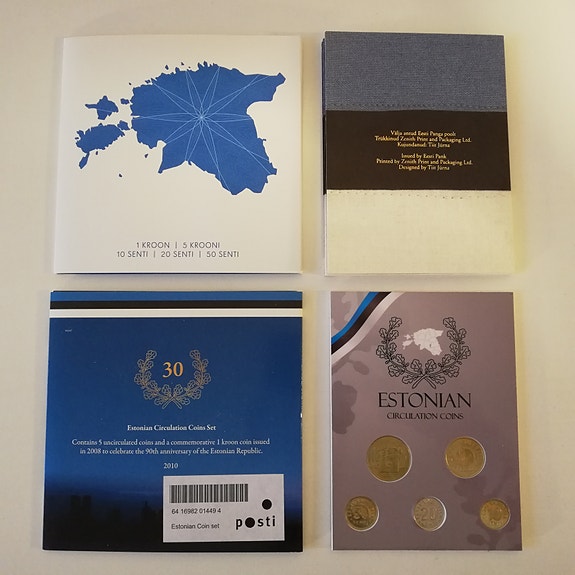 1 KROON | 5 KROONI
10 SENTI | 20 SENTI | 50 SENTI
Välja antud Eesti Panga poolt
Trükkinud Zenith Print and Packaging Ltd.
Kujundanud: Tiit Jürna
Issued by Eesti Pank
Printed by Zenith Print and Packaging Ltd.
Designed by Tiit Jürna
30
Estonian Circulation Coins Set
Contains 5 uncirculated coins and a commemorative 1 kroon coin issued
in 2008 to celebrate the 90th anniversary of the Estonian Republic.
2010
64 16982 01449 4
Estonian Coin set
posti
ESTONIAN
CIRCULATION COINS